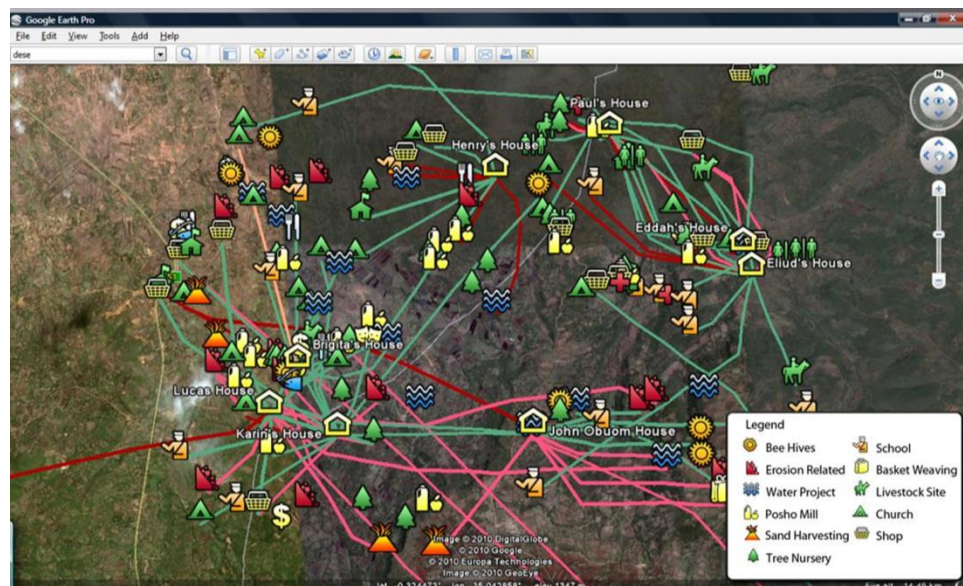 Google Earth Pro
File Edit View Tools Add Help
dese
N
Paul's House
Henry's House
Eddah's House
Eliud's House
Brigita's House
Lucas House
Karin's House
John Obuom House
$
$
Legend
Bee Hives
School
Erosion Related
Basket Weaving
Water Project
Livestock Site
Posho Mill
Church
Sand Harvesting
Shop
Tree Nursery
Image © 2010 DigitalGlobe
© 2010 Google
© 2010 Europa Technologies
Image © 2010 GeoEye